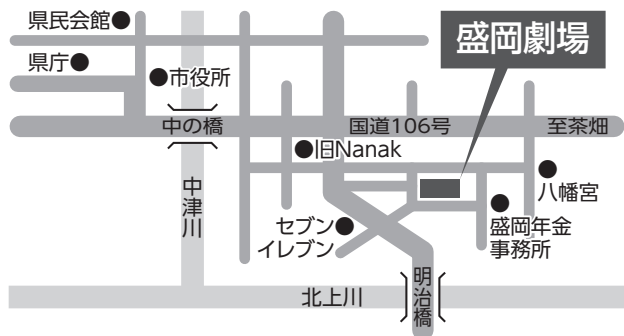 県民会館
盛岡劇場
県庁
市役所
中の橋
国道106号
至茶畑
旧Nanak
八幡宮
中津川
セブン
イレブン
盛岡年金
事務所
明治橋
北上川